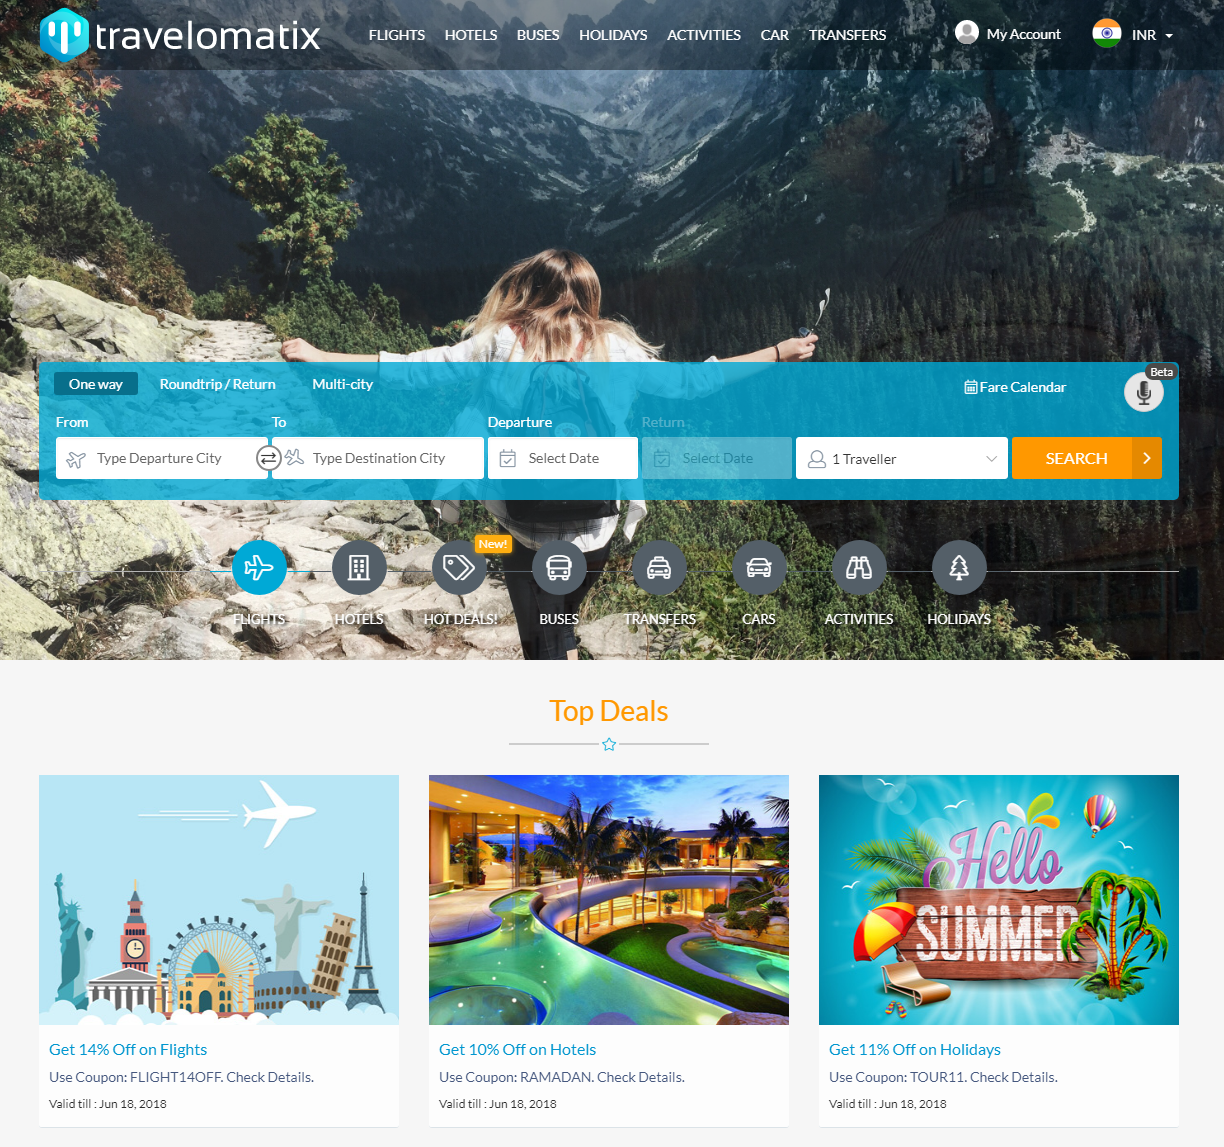 travelomatix
FLIGHTS HOTELS BUSES HOLIDAYS ACTIVITIES CAR TRANSFERS
My Account
INR
One way Roundtrip / Return Multi-city
Fare Calendar
Beta
From To Departure Return
Type Departure City Type Destination City Select Date Select Date 1 Traveller SEARCH
New!
FLIGHTS HOTELS HOT DEALS! BUSES TRANSFERS CARS ACTIVITIES HOLIDAYS
Top Deals
Hello
SUMMER
Get 14% Off on Flights
Use Coupon: FLIGHT14OFF. Check Details.
Valid till : Jun 18, 2018
Get 10% Off on Hotels
Use Coupon: RAMADAN. Check Details.
Valid till : Jun 18, 2018
Get 11% Off on Holidays
Use Coupon: TOUR11. Check Details.
Valid till : Jun 18, 2018